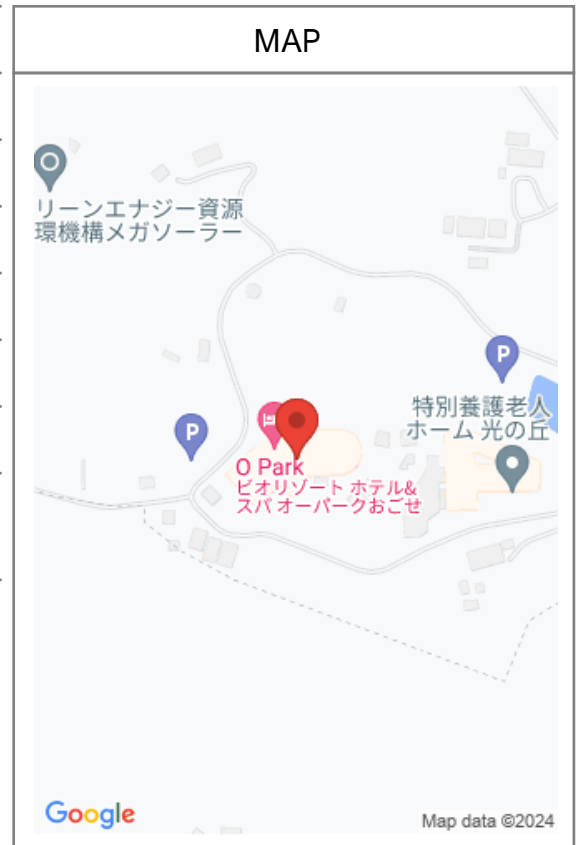 MAP
リーンエナジー資源
環機構メガソーラー
P
特別養護老人
ホーム 光の丘
P
O Park
ビオリゾート ホテル&
スパ オーパークおごせ
Google
Map data ©2024